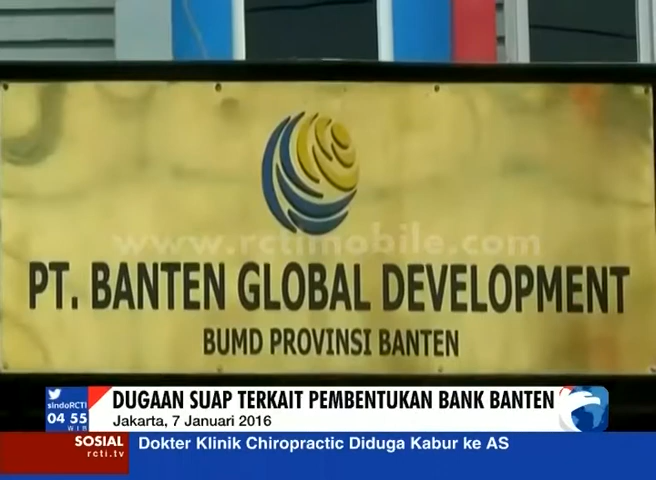 www.rctimobile.com
PT. BANTEN GLOBAL DEVELOPMENT
BUMD PROVINSI BANTEN
sindoRCTI
04 55
WIB
DUGAAN SUAP TERKAIT PEMBENTUKAN BANK BANTEN
Jakarta, 7 Januari 2016
SOSIAL
rcti.tv
Dokter Klinik Chiropractic Diduga Kabur ke AS